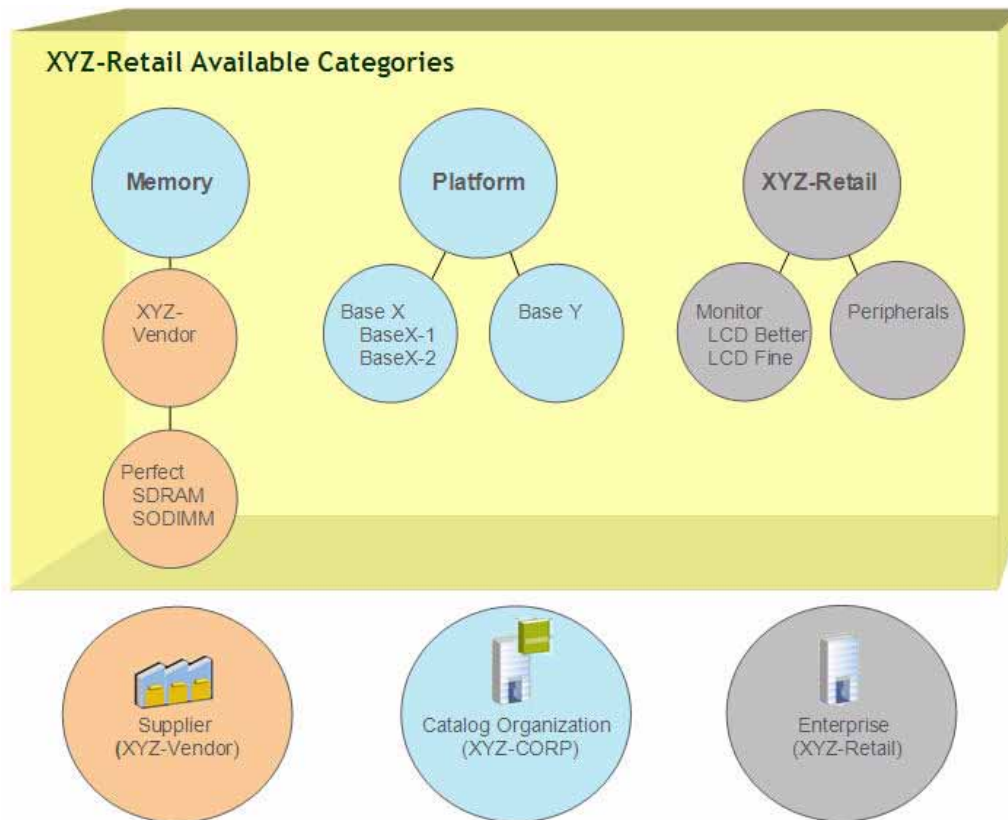 XYZ-Retail Available Categories
Memory
Platform
XYZ-Retail
XYZ-
Vendor
Base X
BaseX-1
BaseX-2
Base Y
Monitor
LCD Better
LCD Fine
Peripherals
Perfect
SDRAM
SODIMM
Supplier
(XYZ-Vendor)
Catalog Organization
(XYZ-CORP)
Enterprise
(XYZ-Retail)